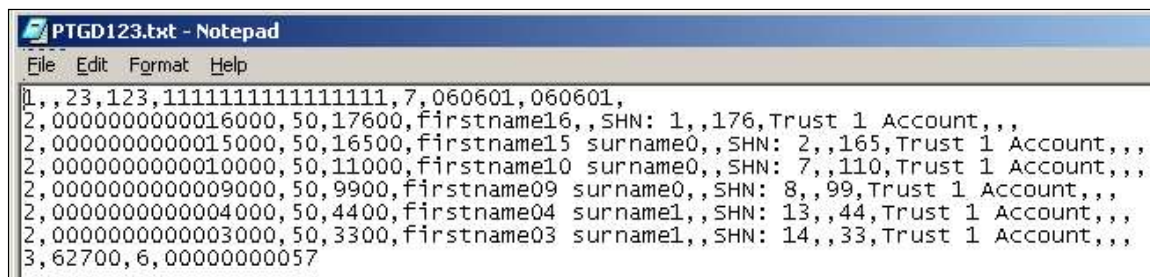 PTGD123.txt - Notepad
File Edit Format Help
1,,23,123,1111111111111111,7,060601,060601,
2,0000000000016000,50,17600,firstname16,,SHN: 1,,176,Trust 1 Account,,,
2,0000000000015000,50,16500,firstname15 surname0,,SHN: 2,,165,Trust 1 Account,,,
2,0000000000010000,50,11000,firstname10 surname0,,SHN: 7,,110,Trust 1 Account,,,
2,0000000000009000,50,9900,firstname09 surname0,,SHN: 8,,99,Trust 1 Account,,,
2,0000000000004000,50,4400,firstname04 surname1,,SHN: 13,,44,Trust 1 Account,,,
2,0000000000003000,50,3300,firstname03 surname1,,SHN: 14,,33,Trust 1 Account,,,
3,62700,6,00000000057